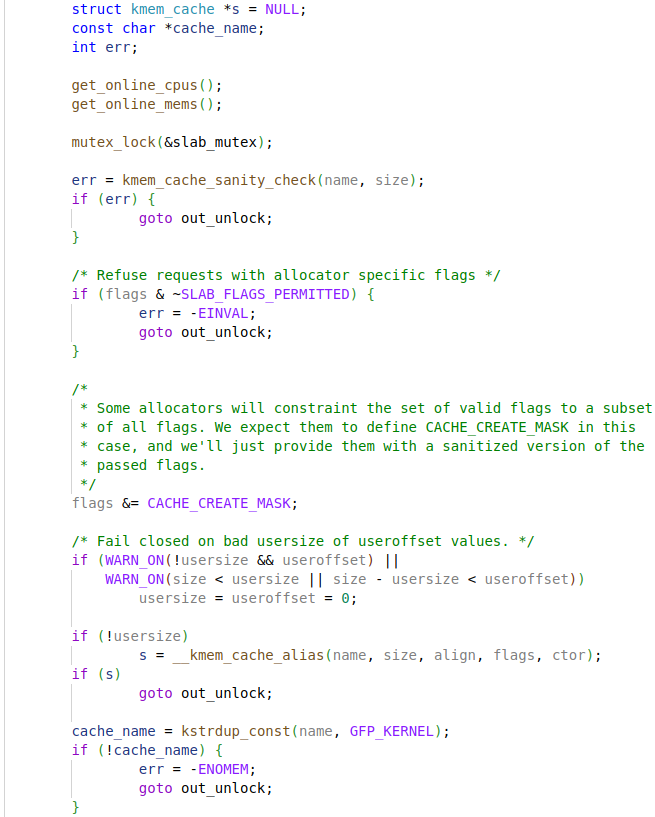 struct kmem_cache *s = NULL;
const char *cache_name;
int err;

get_online_cpus();
get_online_mems();

mutex_lock(&slab_mutex);

err = kmem_cache_sanity_check(name, size);
if (err) {
        goto out_unlock;
}

/* Refuse requests with allocator specific flags */
if (flags & ~SLAB_FLAGS_PERMITTED) {
        err = -EINVAL;
        goto out_unlock;
}

/*
 * Some allocators will constraint the set of valid flags to a subset
 * of all flags. We expect them to define CACHE_CREATE_MASK in this
 * case, and we'll just provide them with a sanitized version of the
 * passed flags.
 */
flags &= CACHE_CREATE_MASK;

/* Fail closed on bad usersize of useroffset values. */
if (WARN_ON(!usersize && useroffset) ||
    WARN_ON(size < usersize || size - usersize < useroffset))
        usersize = useroffset = 0;

if (!usersize)
        s = __kmem_cache_alias(name, size, align, flags, ctor);
if (s)
        goto out_unlock;

cache_name = kstrdup_const(name, GFP_KERNEL);
if (!cache_name) {
        err = -ENOMEM;
        goto out_unlock;
}